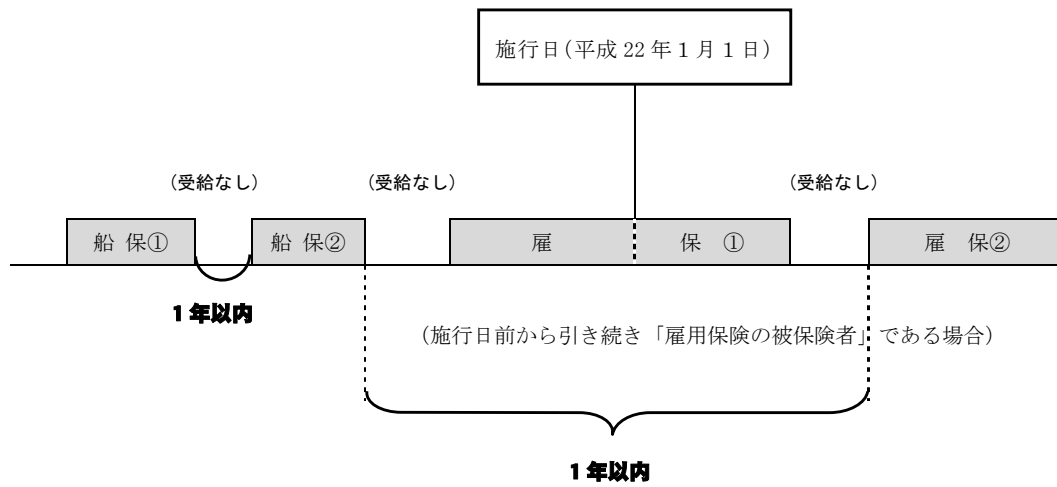 施行日(平成 22 年 1 月 1 日)
(受給なし) (受給なし) (受給なし)
船 保① 船 保② 雇 保 ① 雇 保②
1年以内
(施行日前から引き続き「雇用保険の被保険者」である場合)
1年以内